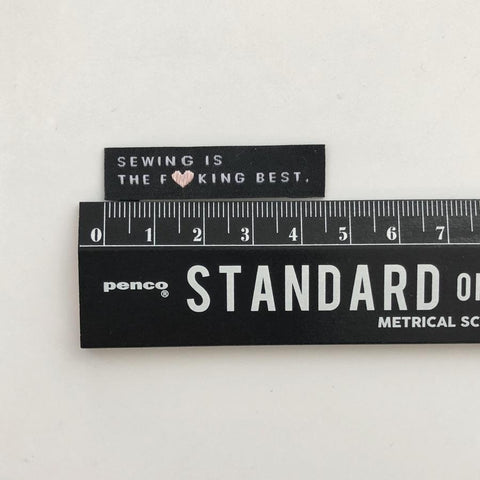 SEWING IS
THE F🩷KING BEST.
0 1 2 3 4 5 6 7
penco®
STANDARD
METRICAL